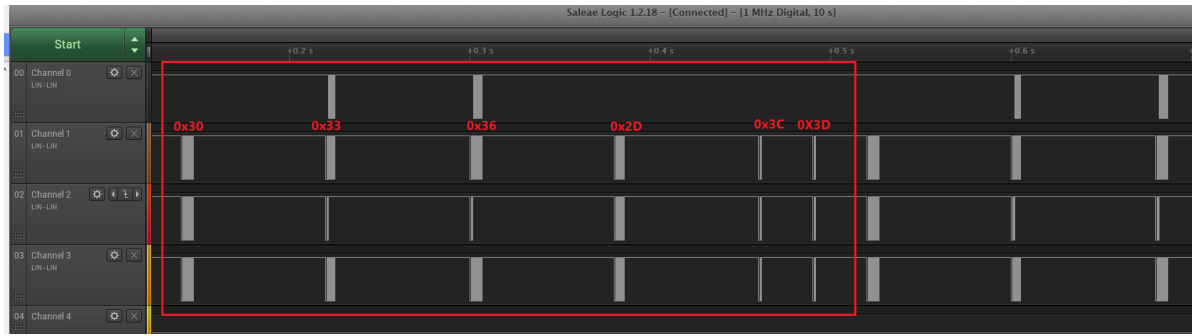 Saleae Logic 1.2.18 - [Connected] - [1 MHz Digital, 10 s]
Start
+0.2 s +0.3 s +0.4 s +0.5 s +0.6 s
00 Channel 0
LIN-LIN
0x30 0x33 0x36 0x2D 0x3C 0X3D
01 Channel 1
LIN-LIN
02 Channel 2
LIN-LIN
03 Channel 3
LIN-LIN
04 Channel 4